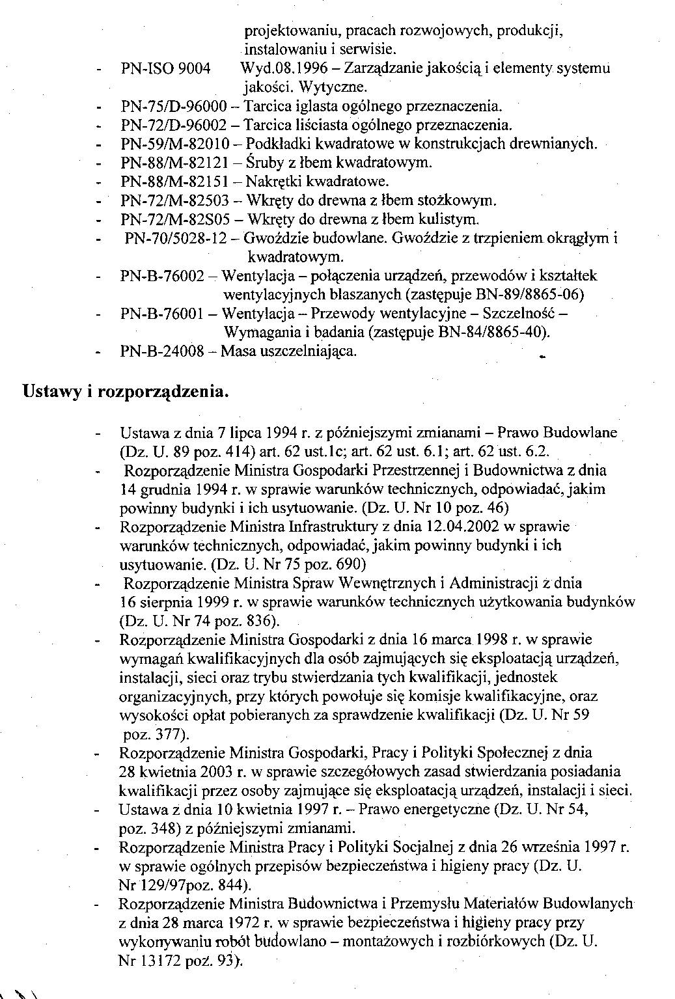 projektowaniu, pracach rozwojowych, produkcji,
instalowaniu i serwisie.
- PN-ISO 9004 Wyd.08.1996 – Zarządzanie jakością i elementy systemu
jakości. Wytyczne.
- PN-75/D-96000 – Tarcica iglasta ogólnego przeznaczenia.
- PN-72/D-96002 – Tarcica liściasta ogólnego przeznaczenia.
- PN-59/M-82010 – Podkładki kwadratowe w konstrukcjach drewnianych.
- PN-88/M-82121 – Śruby z łbem kwadratowym.
- PN-88/M-82151 – Nakrętki kwadratowe.
- PN-72/M-82503 – Wkręty do drewna z łbem stożkowym.
- PN-72/M-82S05 – Wkręty do drewna z łbem kulistym.
- PN-70/5028-12 – Gwoździe budowlane. Gwoździe z trzpieniem okrągłym i
kwadratowym.
- PN-B-76002 – Wentylacja – połączenia urządzeń, przewodów i kształtek
wentylacyjnych blaszanych (zastępuje BN-89/8865-06)
- PN-B-76001 – Wentylacja – Przewody wentylacyjne – Szczelność –
Wymagania i badania (zastępuje BN-84/8865-40).
- PN-B-24008 – Masa uszczelniająca.
Ustawy i rozporządzenia.
- Ustawa z dnia 7 lipca 1994 r. z późniejszymi zmianami – Prawo Budowlane
(Dz. U. 89 poz. 414) art. 62 ust.1c; art. 62 ust. 6.1; art. 62 ust. 6.2.
- Rozporządzenie Ministra Gospodarki Przestrzennej i Budownictwa z dnia
14 grudnia 1994 r. w sprawie warunków technicznych, odpowiadać, jakim
powinny budynki i ich usytuowanie. (Dz. U. Nr 10 poz. 46)
- Rozporządzenie Ministra Infrastruktury z dnia 12.04.2002 w sprawie
warunków technicznych, odpowiadać, jakim powinny budynki i ich
usytuowanie. (Dz. U. Nr 75 poz. 690)
- Rozporządzenie Ministra Spraw Wewnętrznych i Administracji z dnia
16 sierpnia 1999 r. w sprawie warunków technicznych użytkowania budynków
(Dz. U. Nr 74 poz. 836).
- Rozporządzenie Ministra Gospodarki z dnia 16 marca 1998 r. w sprawie
wymagań kwalifikacyjnych dla osób zajmujących się eksploatacją urządzeń,
instalacji, sieci oraz trybu stwierdzania tych kwalifikacji, jednostek
organizacyjnych, przy których powołuje się komisje kwalifikacyjne, oraz
wysokości opłat pobieranych za sprawdzenie kwalifikacji (Dz. U. Nr 59
poz. 377).
- Rozporządzenie Ministra Gospodarki, Pracy i Polityki Społecznej z dnia
28 kwietnia 2003 r. w sprawie szczegółowych zasad stwierdzania posiadania
kwalifikacji przez osoby zajmujące się eksploatacją urządzeń, instalacji i sieci.
- Ustawa z dnia 10 kwietnia 1997 r. – Prawo energetyczne (Dz. U. Nr 54,
poz. 348) z późniejszymi zmianami.
- Rozporządzenie Ministra Pracy i Polityki Socjalnej z dnia 26 września 1997 r.
w sprawie ogólnych przepisów bezpieczeństwa i higieny pracy (Dz. U.
Nr 129/97poz. 844).
- Rozporządzenie Ministra Budownictwa i Przemysłu Materiałów Budowlanych
z dnia 28 marca 1972 r. w sprawie bezpieczeństwa i higieny pracy przy
wykonywaniu robót budowlano – montażowych i rozbiórkowych (Dz. U.
Nr 13172 poz. 93).